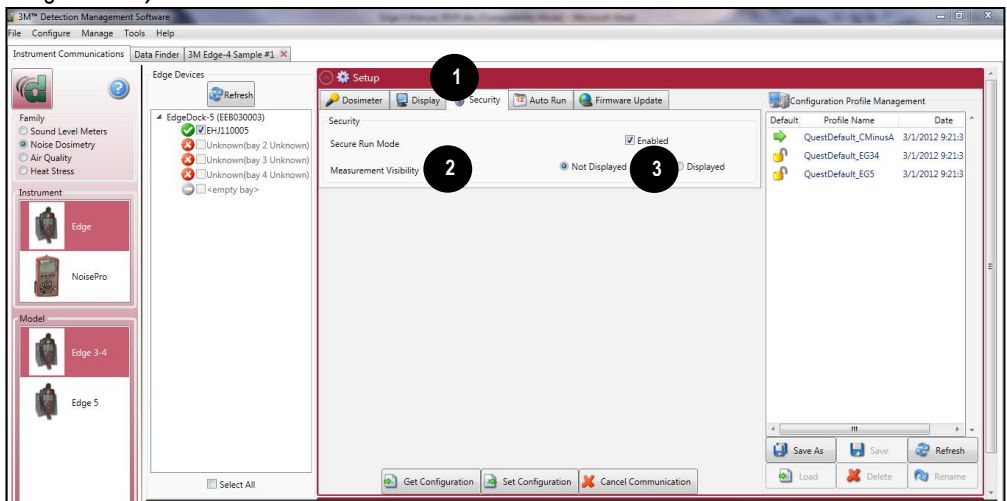 3M™ Detection Management Software
File Configure Manage Tools Help
Instrument Communications Data Finder 3M Edge-4 Sample #1
Family
Sound Level Meters
Noise Dosimetry
Air Quality
Heat Stress
Instrument
Edge
NoisePro
Model
Edge 3-4
Edge 5
Edge Devices
Refresh
EdgeDock-5 (EEB030003)
EHJ110005
Unknown(bay 2 Unknown)
Unknown(bay 3 Unknown)
Unknown(bay 4 Unknown)
<empty bay>
Select All
Setup
1
Dosimeter Display Security Auto Run Firmware Update
Security
Secure Run Mode Enabled
Measurement Visibility 2 Not Displayed 3 Displayed
Get Configuration Set Configuration Cancel Communication
Configuration Profile Manage
Default Profile Name Date
QuestDefault_CMinusA 3/1/2012 9:21:3
QuestDefault_EG34 3/1/2012 9:21:3
QuestDefault_EG5 3/1/2012 9:21:3
Save As Save Refresh
Load Delete Rename